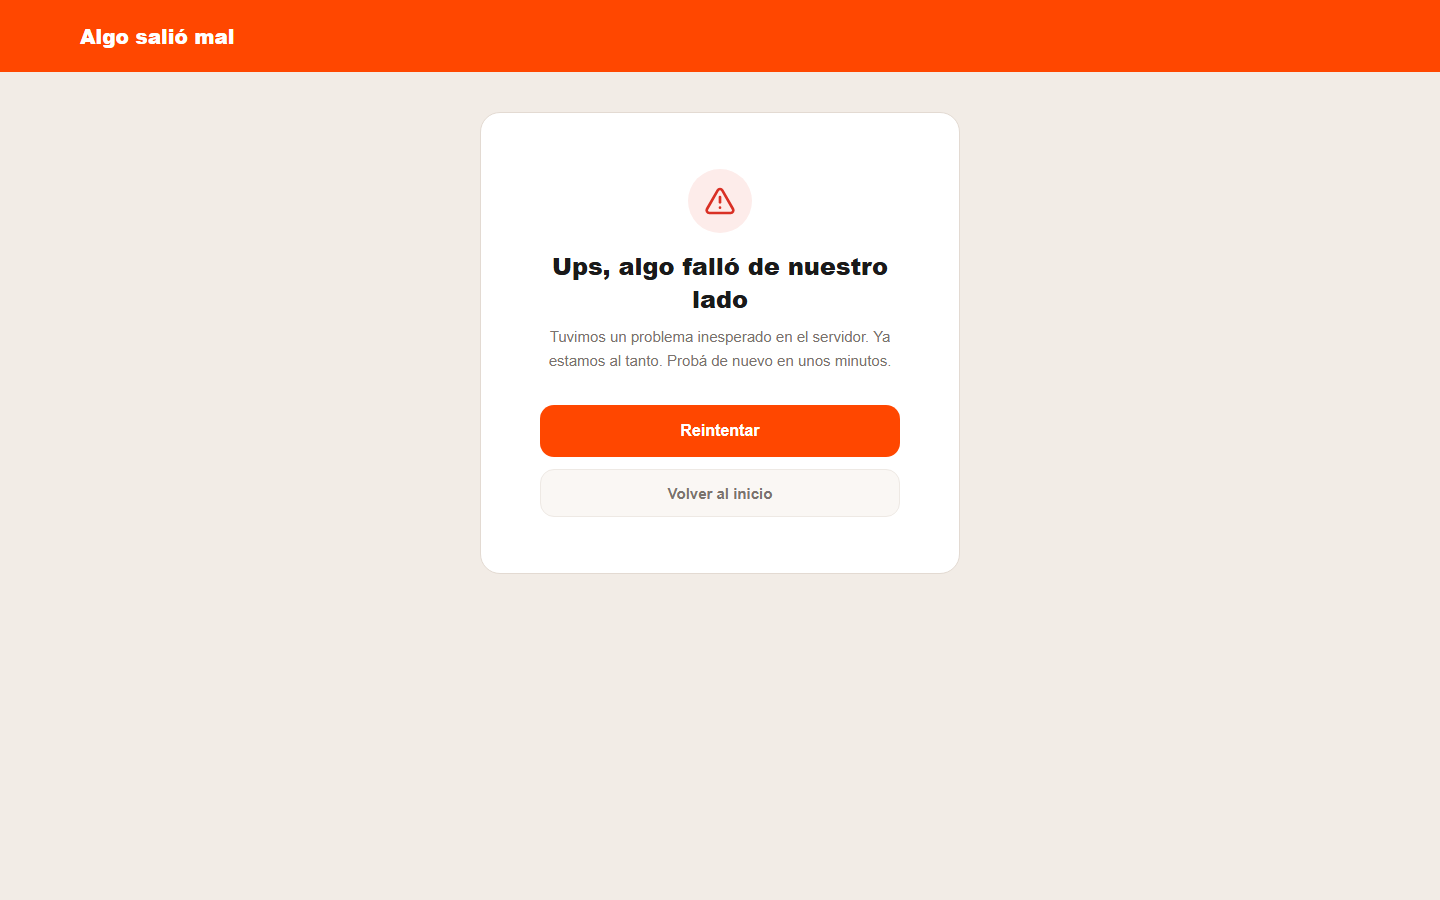 Algo salió mal
Ups, algo falló de nuestro
lado
Tuvimos un problema inesperado en el servidor. Ya
estamos al tanto. Probá de nuevo en unos minutos.
Reintentar
Volver al inicio